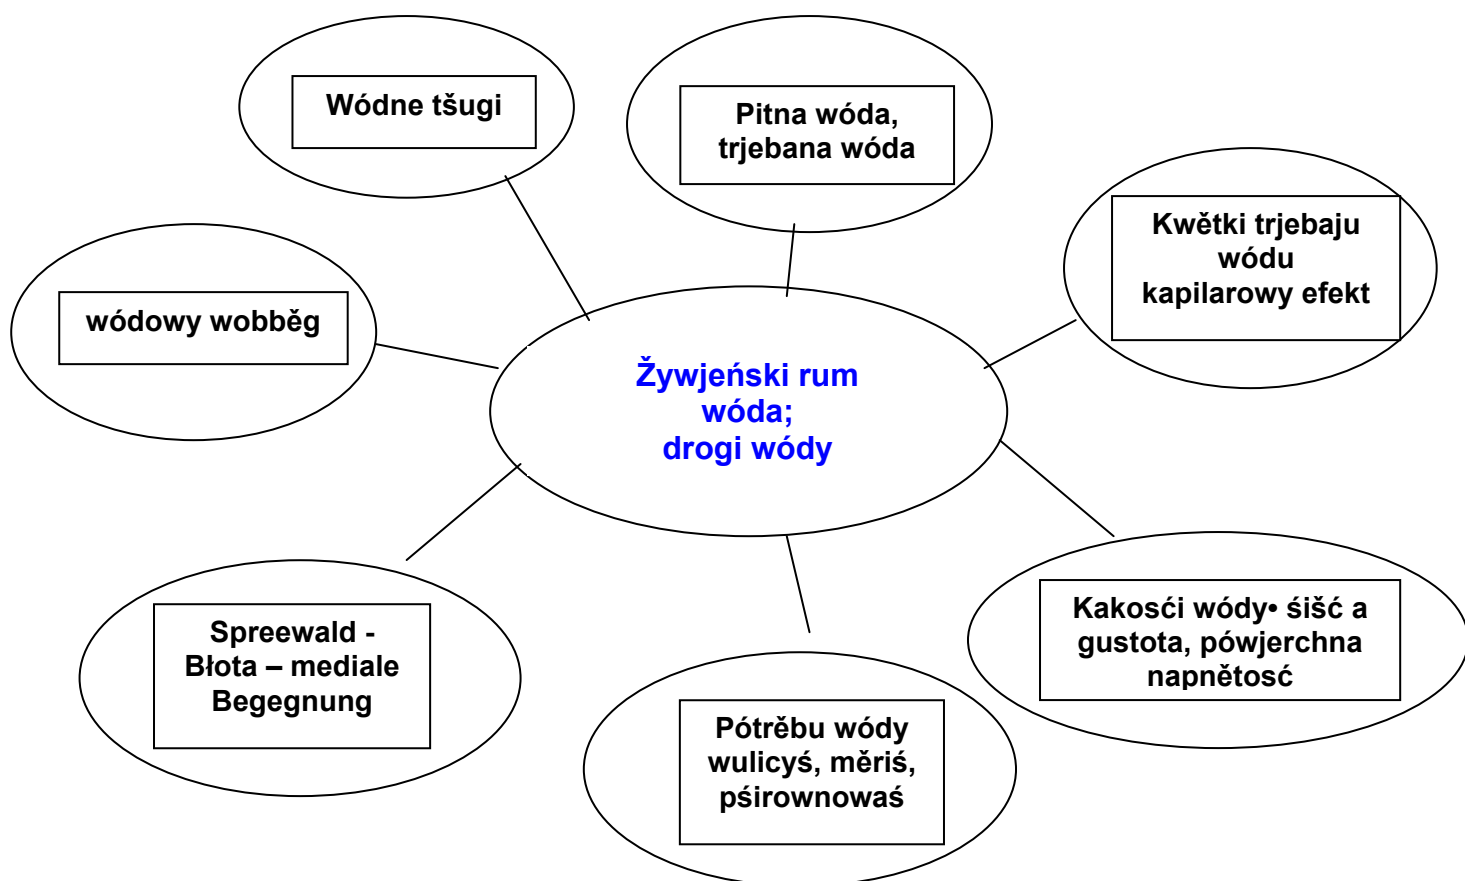 Wódne tšugi
Pitna wóda,
trjebana wóda
Kwětki trjebaju
wódu
kapilarowy efekt
wódowy wobběg
Žywjeński rum
wóda;
drogi wódy
Spreewald -
Błota – mediale
Begegnung
Pótrěbu wódy
wulicyś, měriś,
pśirownowaś
Kakosći wódy• śišć a
gustota, pówjerchna
napnětosć